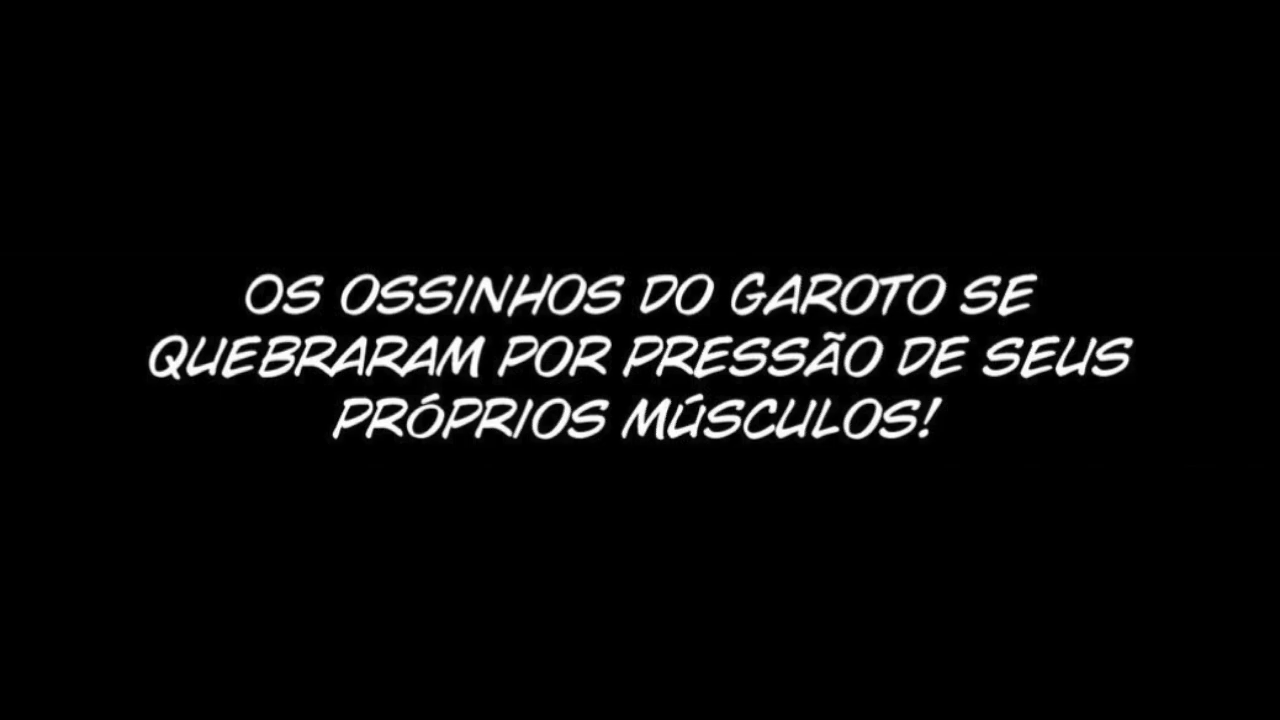 OS OSSINHOS DO GAROTO SE
QUEBRARAM POR PRESSÃO DE SEUS
PRÓPRIOS MÚSCULOS!